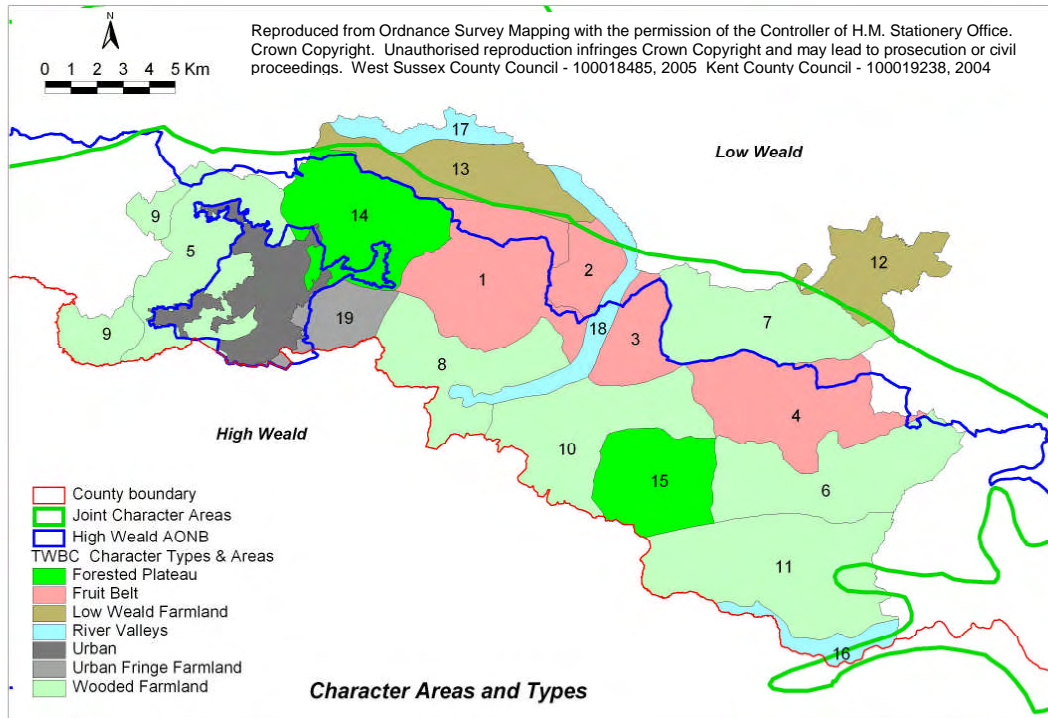 Reproduced from Ordnance Survey Mapping with the permission of the Controller of H.M. Stationery Office.
Crown Copyright. Unauthorised reproduction infringes Crown Copyright and may lead to prosecution or civil
proceedings. West Sussex County Council - 100018485, 2005 Kent County Council - 100019238, 2004
N
0 1 2 3 4 5 Km
17
Low Weald
13
9
14
5
2
12
1
19
18
7
9
3
8
4
High Weald
10
15
6
11
16
County boundary
Joint Character Areas
High Weald AONB
TWBC Character Types & Areas
Forested Plateau
Fruit Belt
Low Weald Farmland
River Valleys
Urban
Urban Fringe Farmland
Wooded Farmland
Character Areas and Types